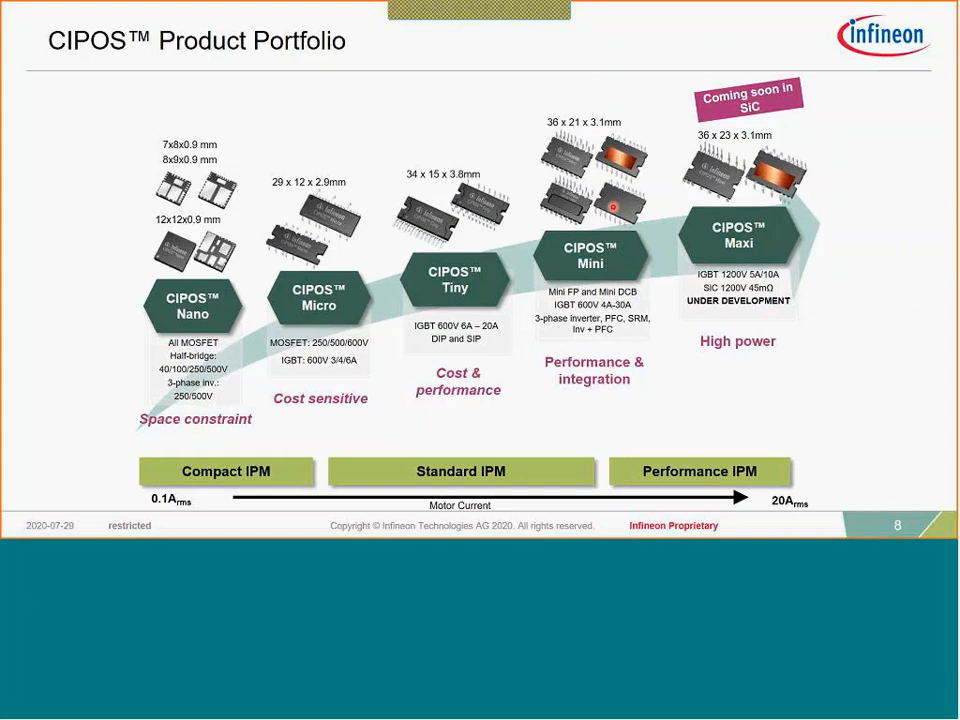 CIPOS™ Product Portfolio
infineon
Coming soon in
SiC
7x8x0.9 mm
8x9x0.9 mm
12x12x0.9 mm
CIPOS™
Nano
All MOSFET
Half-bridge:
40/100/250/500V
3-phase inv.:
250/500V
Space constraint
29 x 12 x 2.9mm
CIPOS™
Micro
MOSFET: 250/500/600V
IGBT: 600V 3/4/6A
Cost sensitive
34 x 15 x 3.8mm
CIPOS™
Tiny
IGBT 600V 6A – 20A
DIP and SIP
Cost &
performance
36 x 21 x 3.1mm
CIPOS™
Mini
Mini FP and Mini DCB
IGBT 600V 4A-30A
3-phase inverter, PFC, SRM,
Inv + PFC
Performance &
integration
36 x 23 x 3.1mm
CIPOS™
Maxi
IGBT 1200V 5A/10A
SiC 1200V 45mΩ
UNDER DEVELOPMENT
High power
Compact IPM
Standard IPM
Performance IPM
0.1Arms
Motor Current
20Arms
2020-07-29
restricted
Copyright © Infineon Technologies AG 2020. All rights reserved.
Infineon Proprietary
8